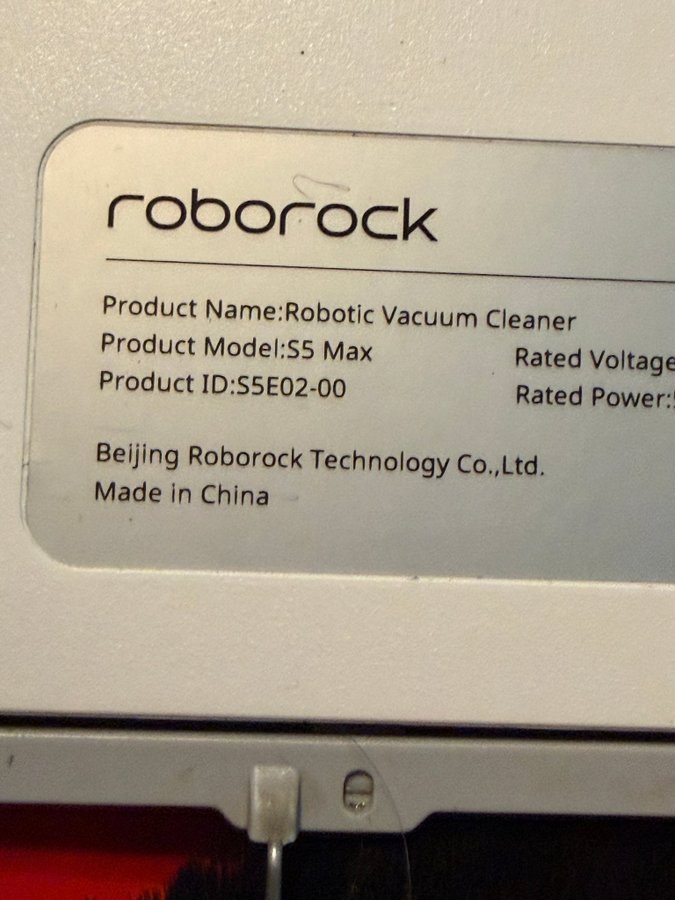 roborock
Product Name:Robotic Vacuum Cleaner
Product Model:S5 Max
Rated Voltage
Product ID:S5E02-00
Rated Power:
Beijing Roborock Technology Co.,Ltd.
Made in China